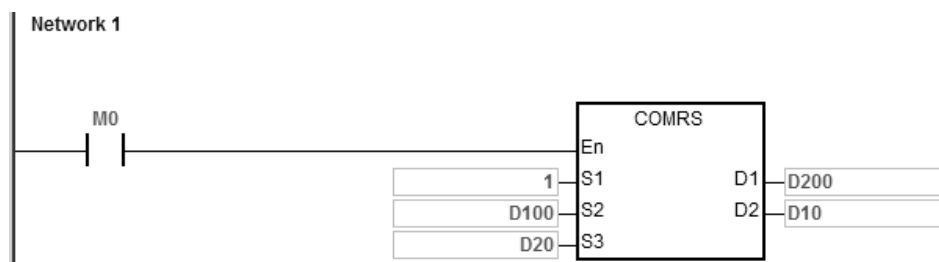 Network 1
M0
COMRS
En
1 S1 D1 D200
D100 S2 D2 D10
D20 S3